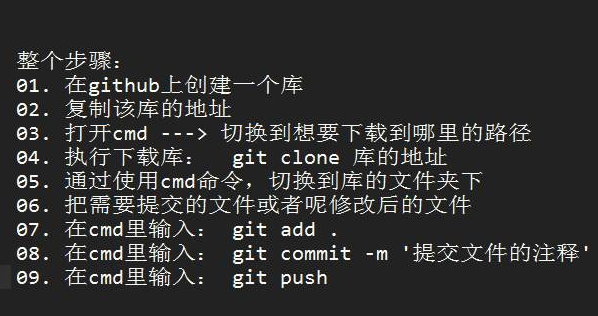 整个步骤：
01. 在github上创建一个库
02. 复制该库的地址
03. 打开cmd ---> 切换到想要下载到哪里的路径
04. 执行下载库： git clone 库的地址
05. 通过使用cmd命令，切换到库的文件夹下
06. 把需要提交的文件或者呢修改后的文件
07. 在cmd里输入： git add .
08. 在cmd里输入： git commit -m '提交文件的注释'
09. 在cmd里输入： git push